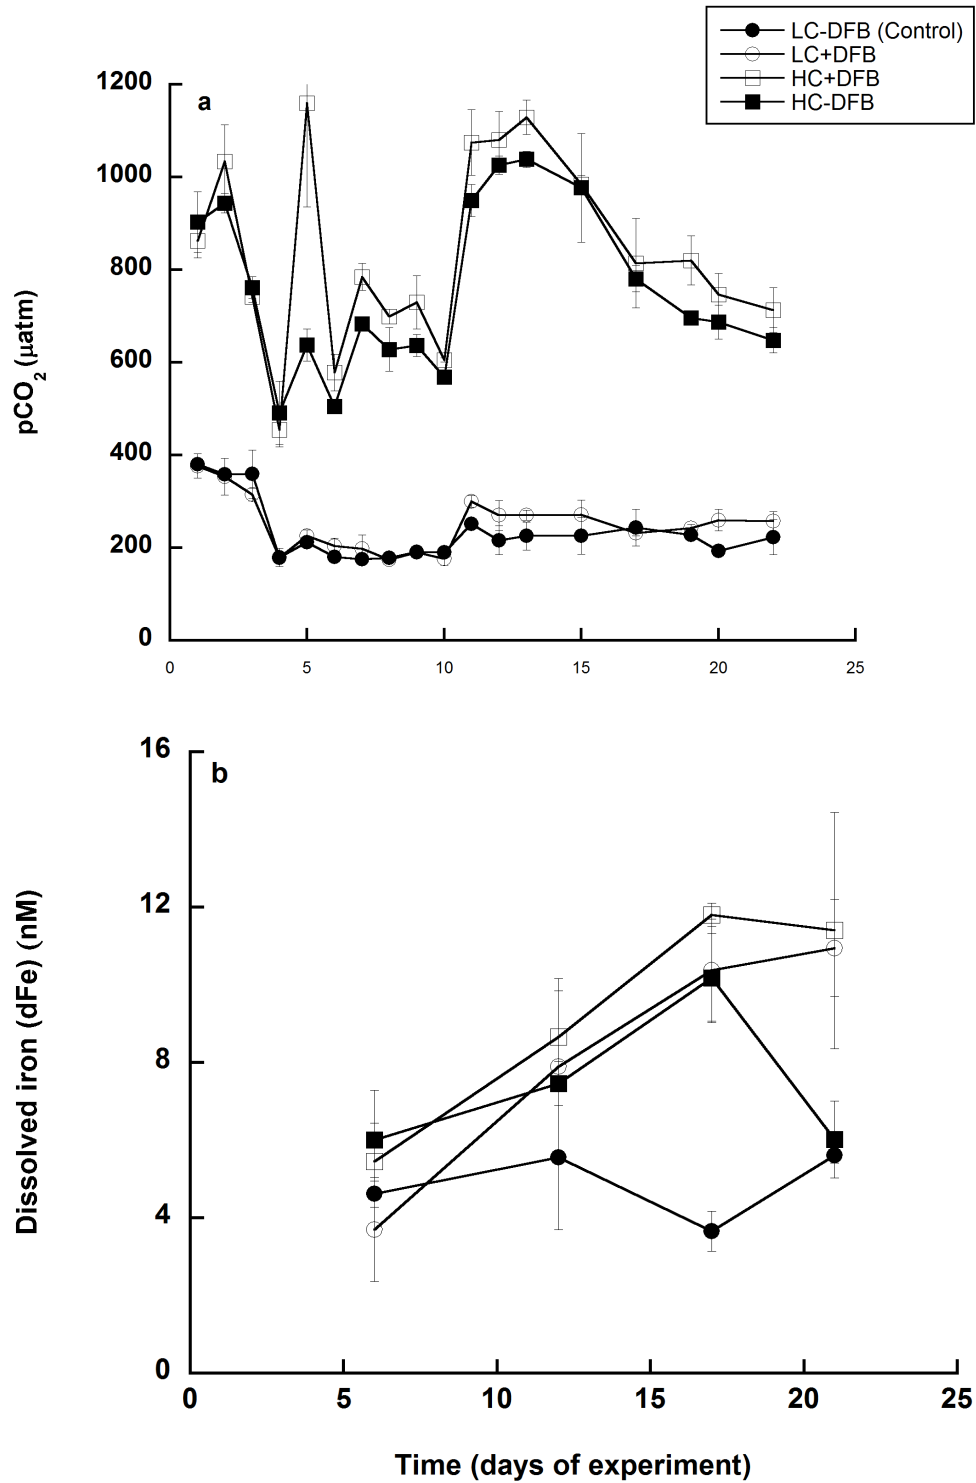 LC-DFB (Control)
LC+DFB
HC+DFB
HC-DFB
a
1200
1000
800
600
400
200
0
pCO2 (µatm)
0 5 10 15 20 25
b
16
12
8
4
0
Dissolved iron (dFe) (nM)
0 5 10 15 20 25
Time (days of experiment)